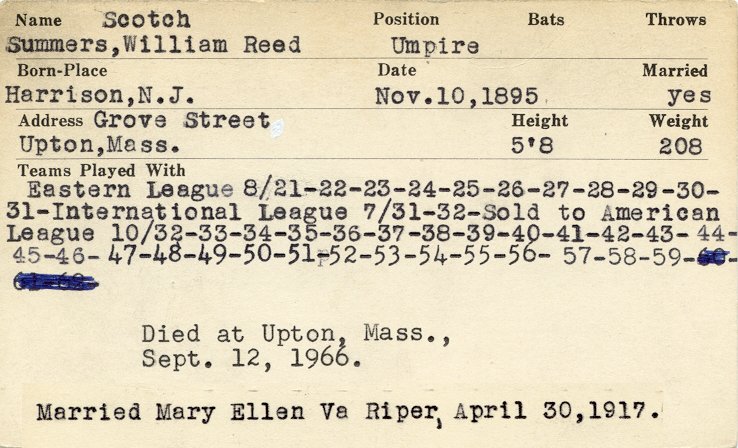 Name Scotch Position Bats Throws
Summers,William Reed Umpire
Born-Place Date Married
Harrison,N.J. Nov.10,1895 yes
Address Grove Street Height Weight
Upton,Mass. 5'8 208
Teams Played With
Eastern League 8/21-22-23-24-25-26-27-28-29-30-
31-International League 7/31-32-Sold to American
League 10/32-33-34-35-36-37-38-39-40-41-42-43-44-
45-46-47-48-49-50-51-52-53-54-55-56-57-58-59-60-
61-62-
Died at Upton, Mass.,
Sept. 12, 1966.
Married Mary Ellen Va Riper, April 30,1917.